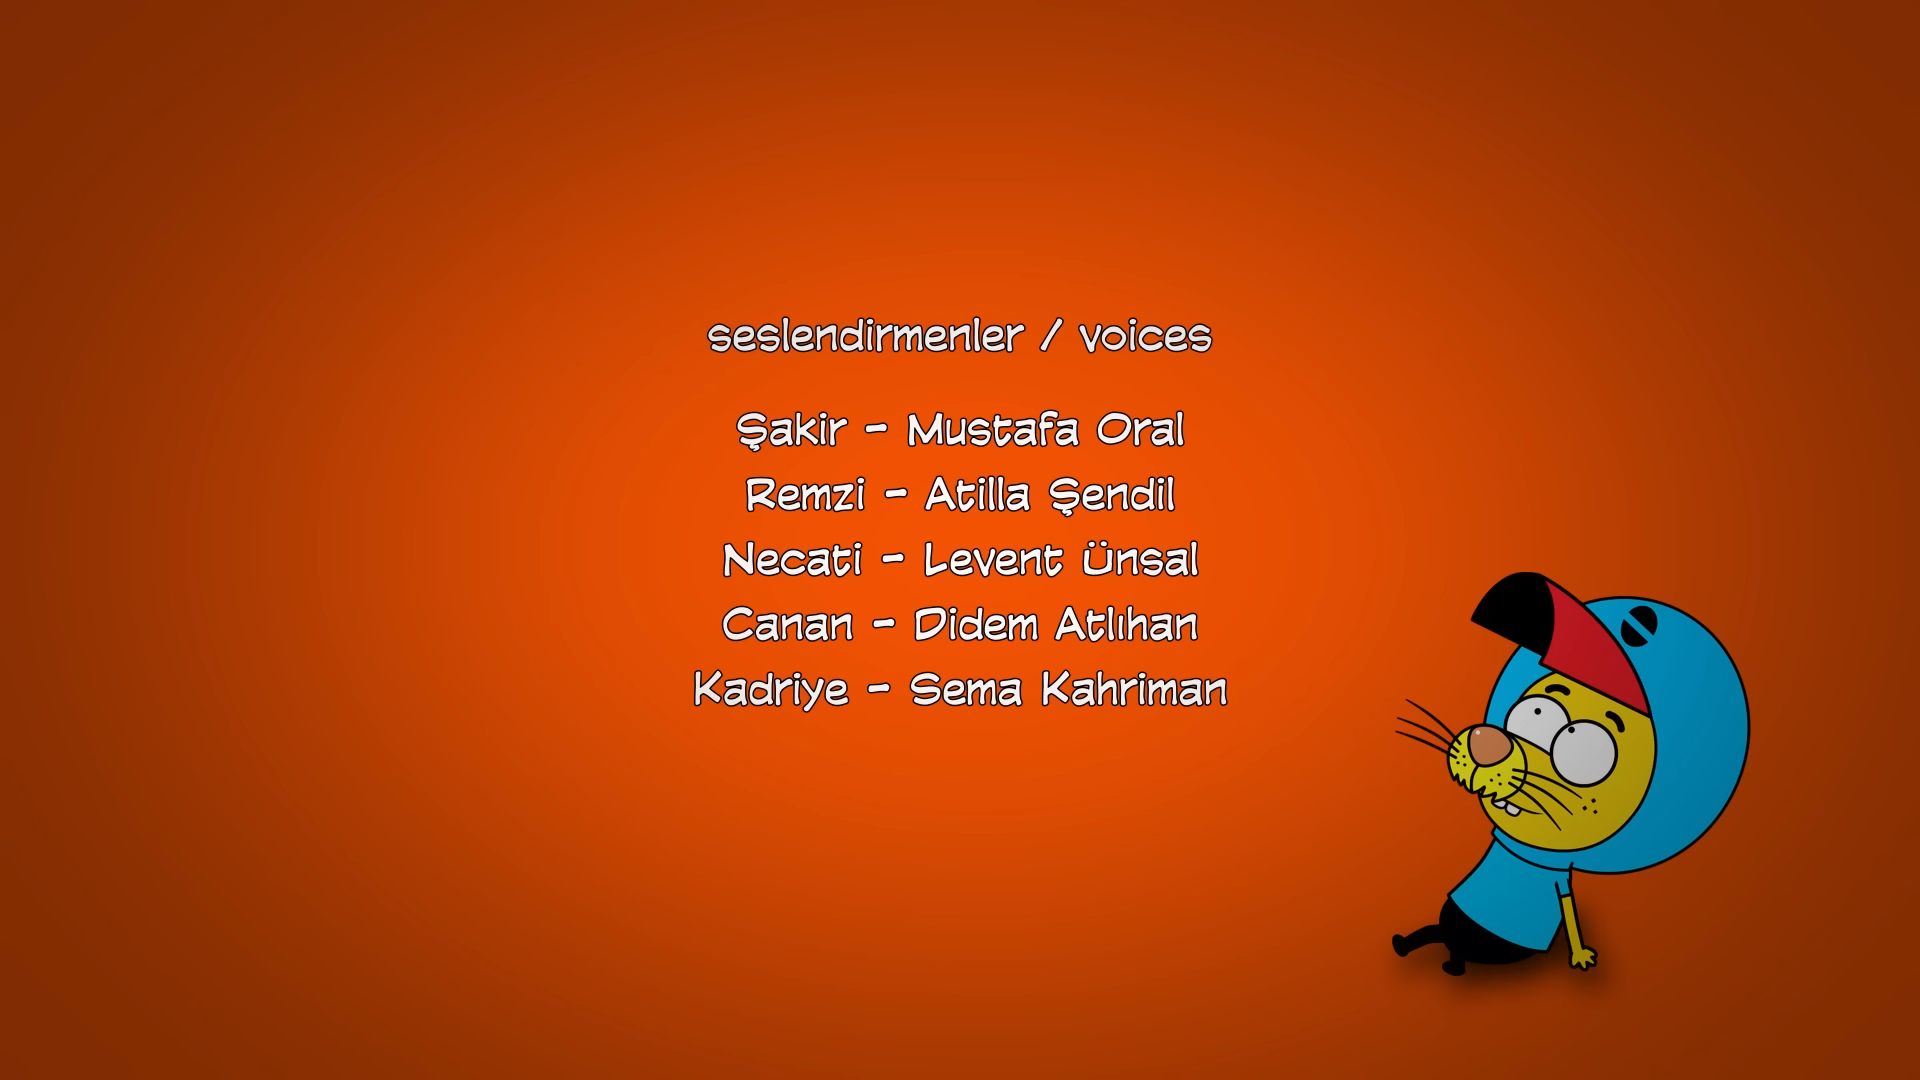 seslendirmenler / voices
Şakir - Mustafa Oral
Remzi - Atilla Şendil
Necati - Levent Ünsal
Canan - Didem Atlıhan
Kadriye - Sema Kahriman